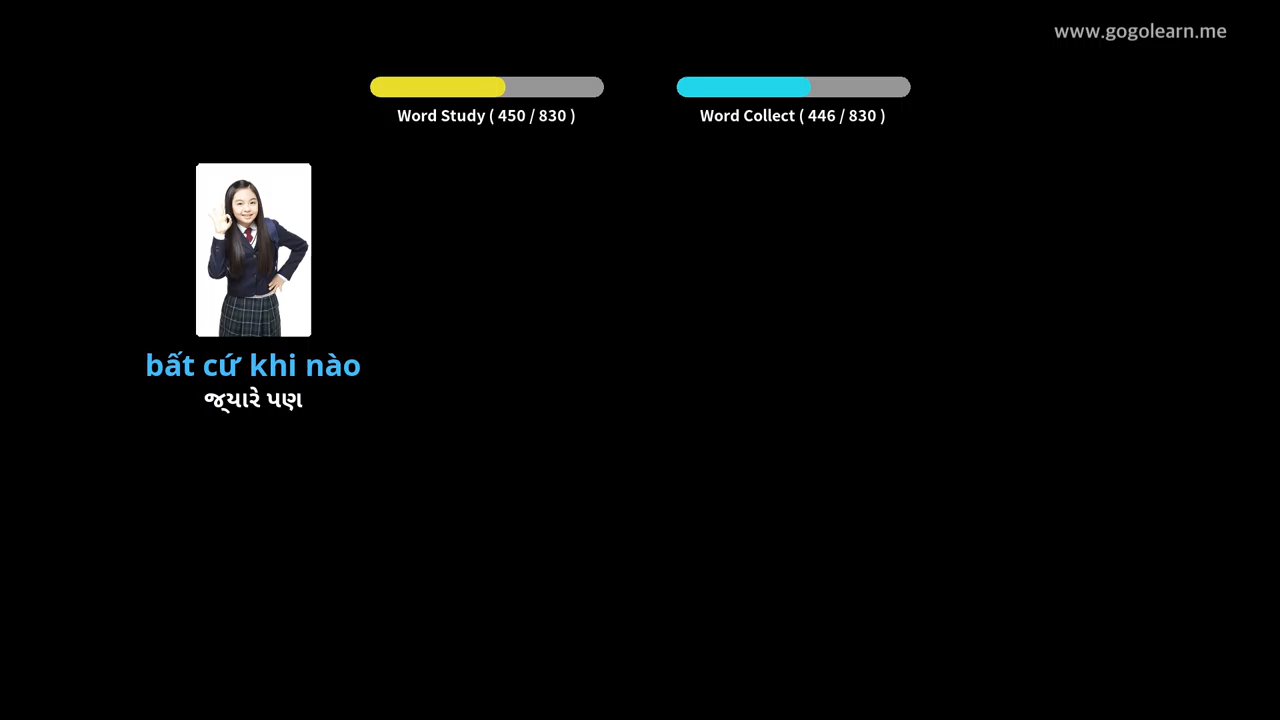 www.gogolearn.me
Word Study ( 450 / 830 )
Word Collect ( 446 / 830 )
bất cứ khi nào
જ્યારે પણ